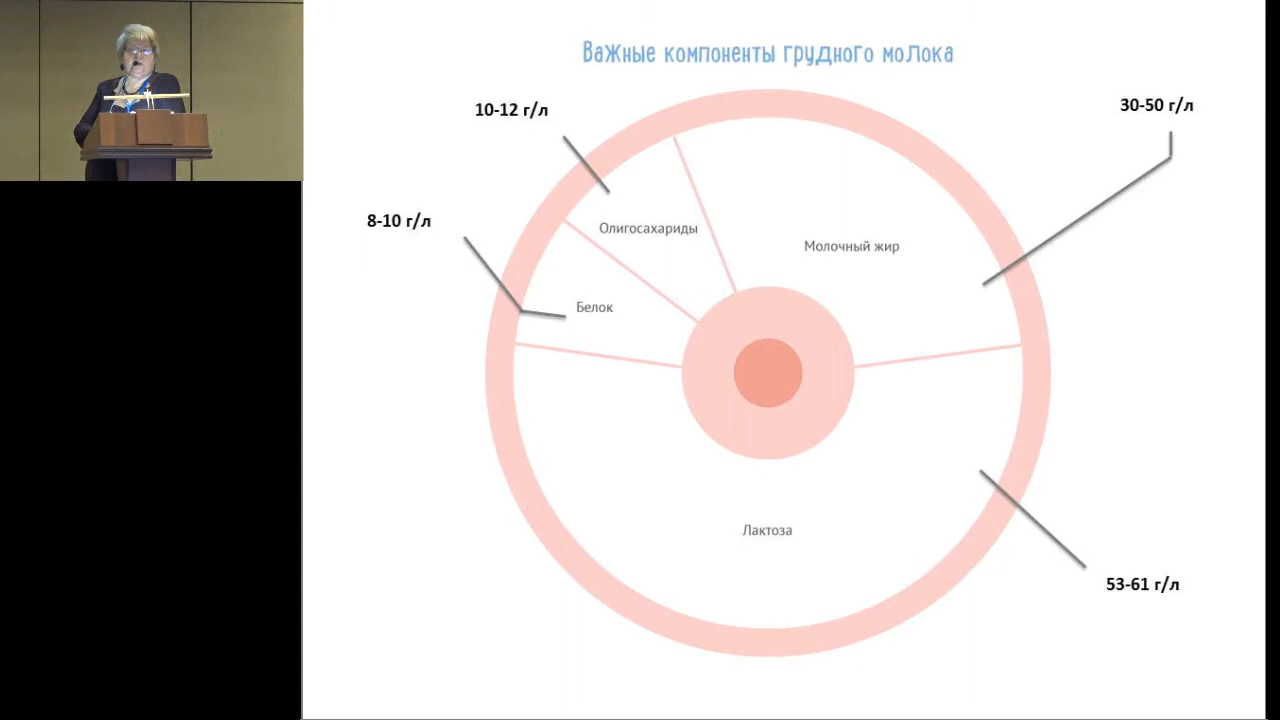 Важные компоненты грудного молока
10-12 г/л
30-50 г/л
8-10 г/л
Олигосахариды
Молочный жир
Белок
Лактоза
53-61 г/л